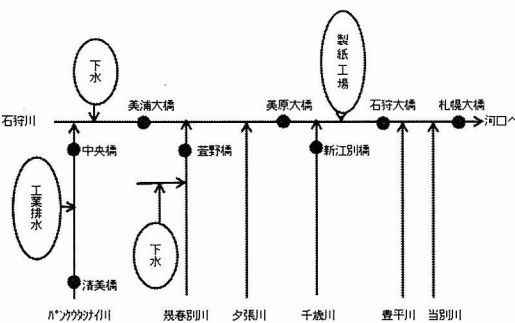 下水
製紙工場
美浦大橋
美原大橋
石狩大橋
札幌大橋
石狩川
河口へ
中央橋
萱野橋
新江別橋
工業排水
下水
清美橋
ﾊﾟﾝｹｳﾀｼﾅｲ川
幾春別川
夕張川
千歳川
豊平川
当別川